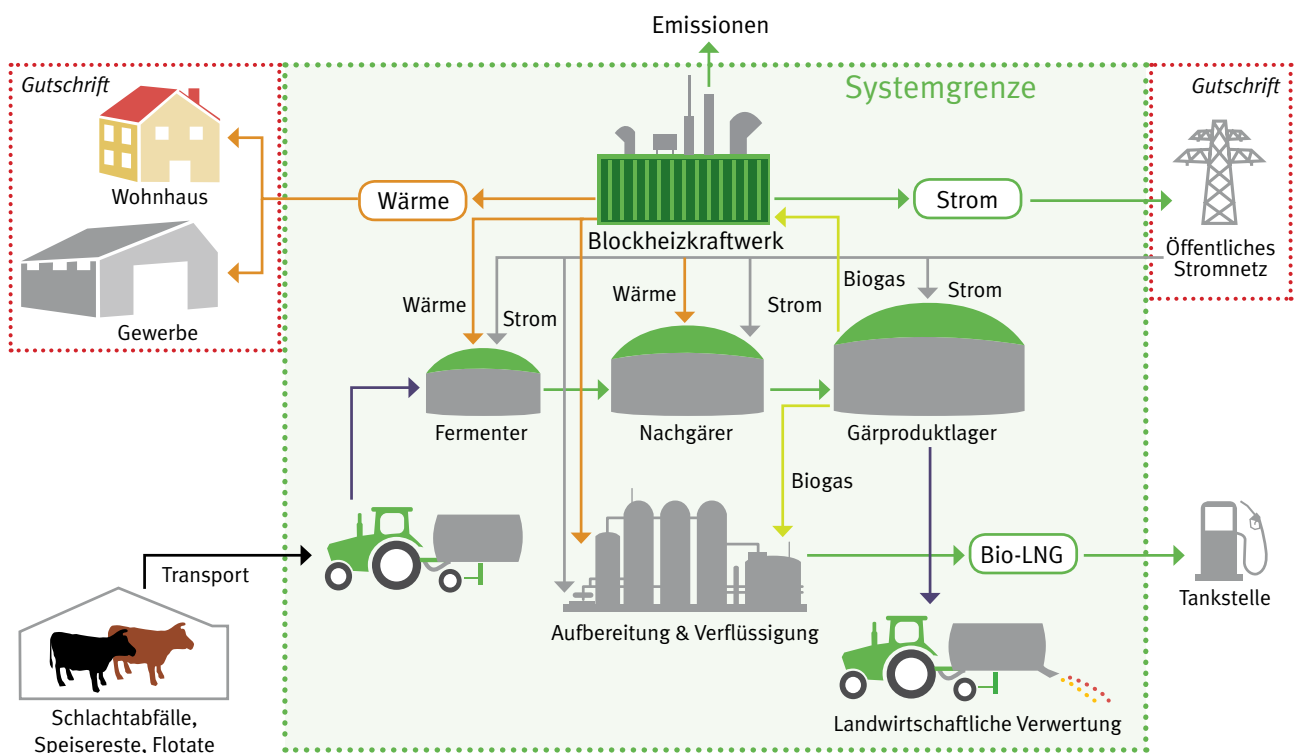 Emissionen
Gutschrift
Systemgrenze
Gutschrift
Wohnhaus
Wärme
Strom
Blockheizkraftwerk
Öffentliches
Stromnetz
Gewerbe
Wärme
Strom
Wärme
Strom
Biogas
Strom
Fermenter
Nachgärer
Gärproduktlager
Biogas
Transport
Bio-LNG
Tankstelle
Aufbereitung & Verflüssigung
Schlachtabfälle,
Speisereste, Flotate
Landwirtschaftliche Verwertung